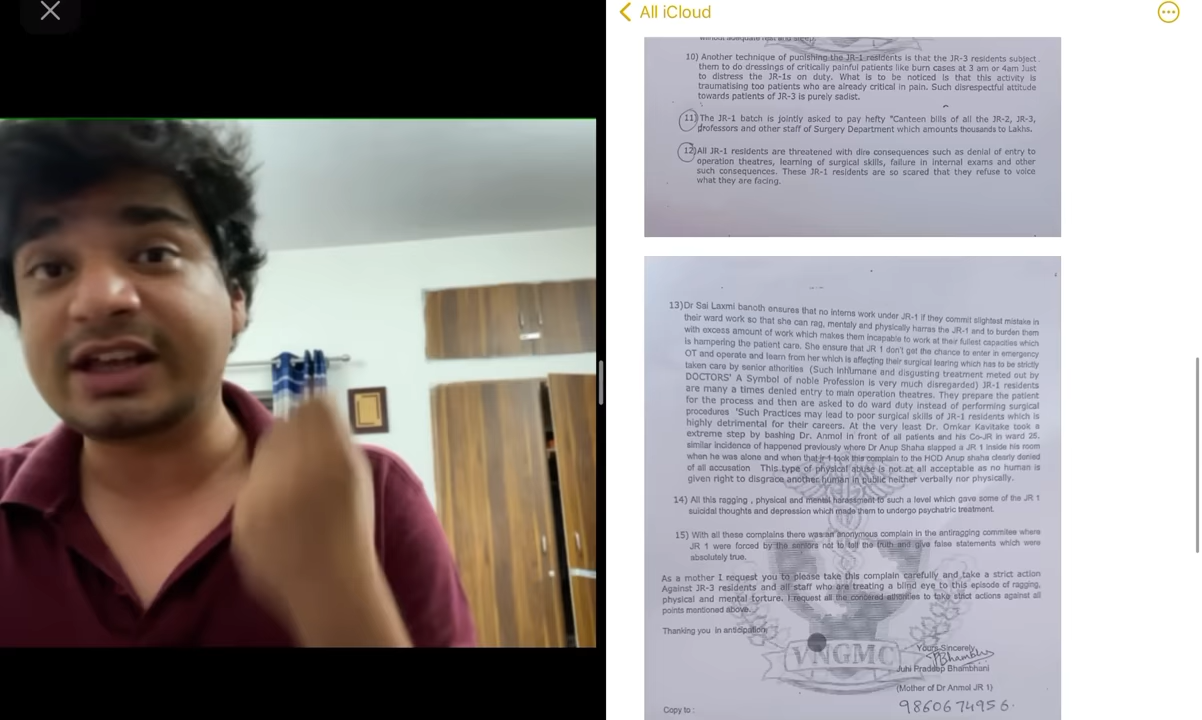 All iCloud
10) Another technique of punishing the JR-1 residents is that the JR-3 residents subject
them to do dressings of critically painful patients like burn cases at 3 am or 4am Just
to distress the JR-1s on duty. What is to be noticed is that this activity is
traumatising too patients who are already critical in pain. Such disrespectful attitude
towards patients of JR-3 is purely sadist.
11) The JR-1 batch is jointly asked to pay hefty "Canteen bills of all the JR-2, JR-3,
professors and other staff of Surgery Department which amounts thousands to Lakhs.
12)All JR-1 residents are threatened with dire consequences such as denial of entry to
operation theatres, learning of surgical skills, failure in internal exams and other
such consequences. These JR-1 residents are so scared that they refuse to voice
what they are facing.
13)Dr Sai Laxmi banoth ensures that no interns work under JR-1 if they commit slightest mistake in
their ward work so that she can rag, mentaly and physically harras the JR-1 and to burden them
with excess amount of work which makes them incapable to work at their fullest capacities which
is hampering the patient care. She ensure that JR 1 don't get the chance to enter in emergency
OT and operate and learn from her which is affecting their surgical learing which has to be strictly
taken care by senior athorities (Such Inhumane and disgusting treatment meted out by
DOCTORS' A Symbol of noble Profession is very much disregarded) JR-1 residents
are many a times denied entry to main operation theatres. They prepare the patient
for the process and then are asked to do ward duty instead of performing surgical
procedures 'Such Practices may lead to poor surgical skills of JR-1 residents which is
highly detrimental for their careers. At the very least Dr. Omkar Kavitake took a
extreme step by bashing Dr. Anmol in front of all patients and his Co-JR in ward 25.
similar incidence of happened previously where Dr Anup Shaha slapped a JR 1 inside his room
when he was alone and when that jr 1 took this complain to the HOD Anup shaha clearly denied
of all accusation This type of physical abuse is not at all acceptable as no human is
given right to disgrace another human in public neither verbally nor physically.
14) All this ragging , physical and mental harassment to such a level which gave some of the JR 1
suicidal thoughts and depression which made them to undergo psychatric treatment.
15) With all these complains there was an anonymous complain in the antiragging commitee where
JR 1 were forced by the seniors not to tell the truth and give false statements which were
absolutely true.
As a mother I request you to please take this complain carefully and take a strict action
Against JR-3 residents and all staff who are treating a blind eye to this episode of ragging,
physical and mental torture. I request all the concered athorities to take strict actions against all
points mentioned above.
Thanking you in anticipation
VNGMC
Yours Sincerely,
PBhambhani
Juhi Pradeep Bhambhani
(Mother of Dr Anmol JR 1)
9860674956.
Copy to :